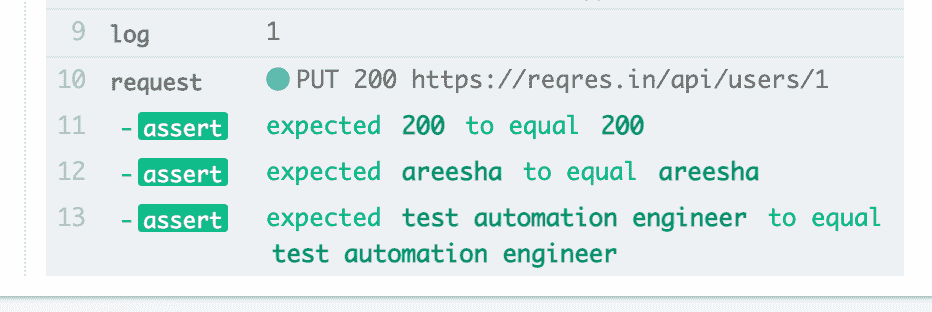 9 log 1
10 request PUT 200 https://reqres.in/api/users/1
11 -assert expected 200 to equal 200
12 -assert expected areesha to equal areesha
13 -assert expected test automation engineer to equal
test automation engineer